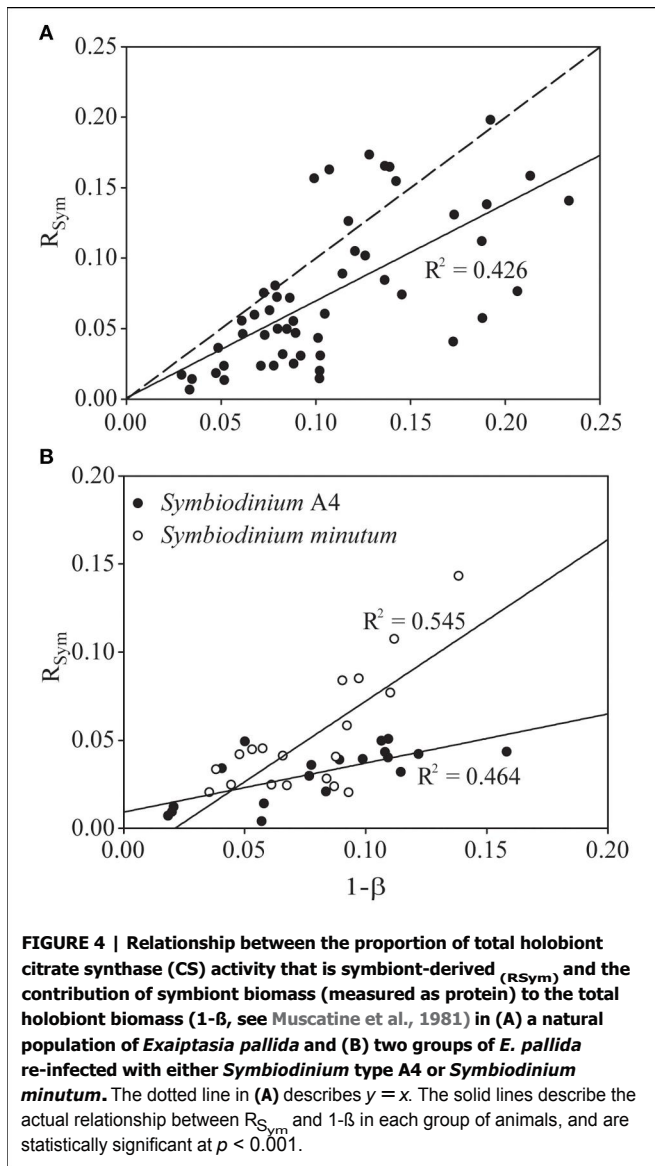 A
0.25
0.20
0.15
R_Sym
R² = 0.426
0.10
0.05
0.00
0.00 0.05 0.10 0.15 0.20 0.25
B
0.20
● Symbiodinium A4
○ Symbiodinium minutum
0.15
R² = 0.545
R_Sym
0.10
0.05
R² = 0.464
0.00
0.00 0.05 0.10 0.15 0.20
1-β
FIGURE 4 | Relationship between the proportion of total holobiont
citrate synthase (CS) activity that is symbiont-derived (RSym) and the
contribution of symbiont biomass (measured as protein) to the total
holobiont biomass (1-ß, see Muscatine et al., 1981) in (A) a natural
population of Exaiptasia pallida and (B) two groups of E. pallida
re-infected with either Symbiodinium type A4 or Symbiodinium
minutum. The dotted line in (A) describes y = x. The solid lines describe the
actual relationship between R_Sym and 1-ß in each group of animals, and are
statistically significant at p < 0.001.